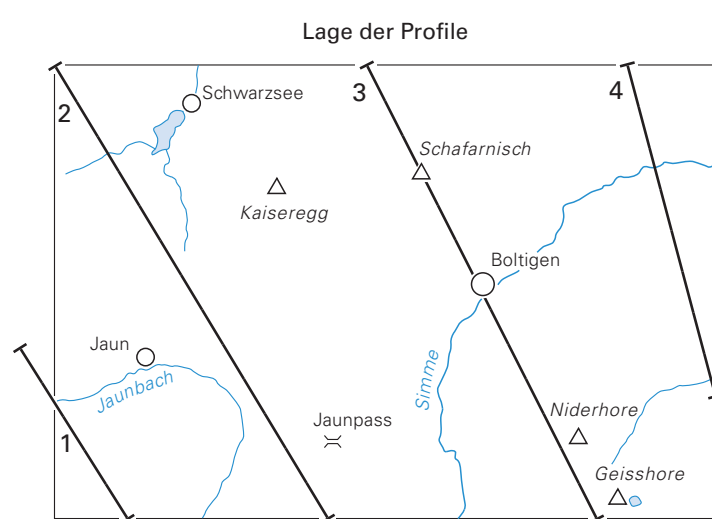 Lage der Profile
2
Schwarzsee
3
4
Schafarnisch
Kaiseregg
Boltigen
Jaun
Jaunbach
Simme
Jaunpass
Niderhore
1
Geisshore